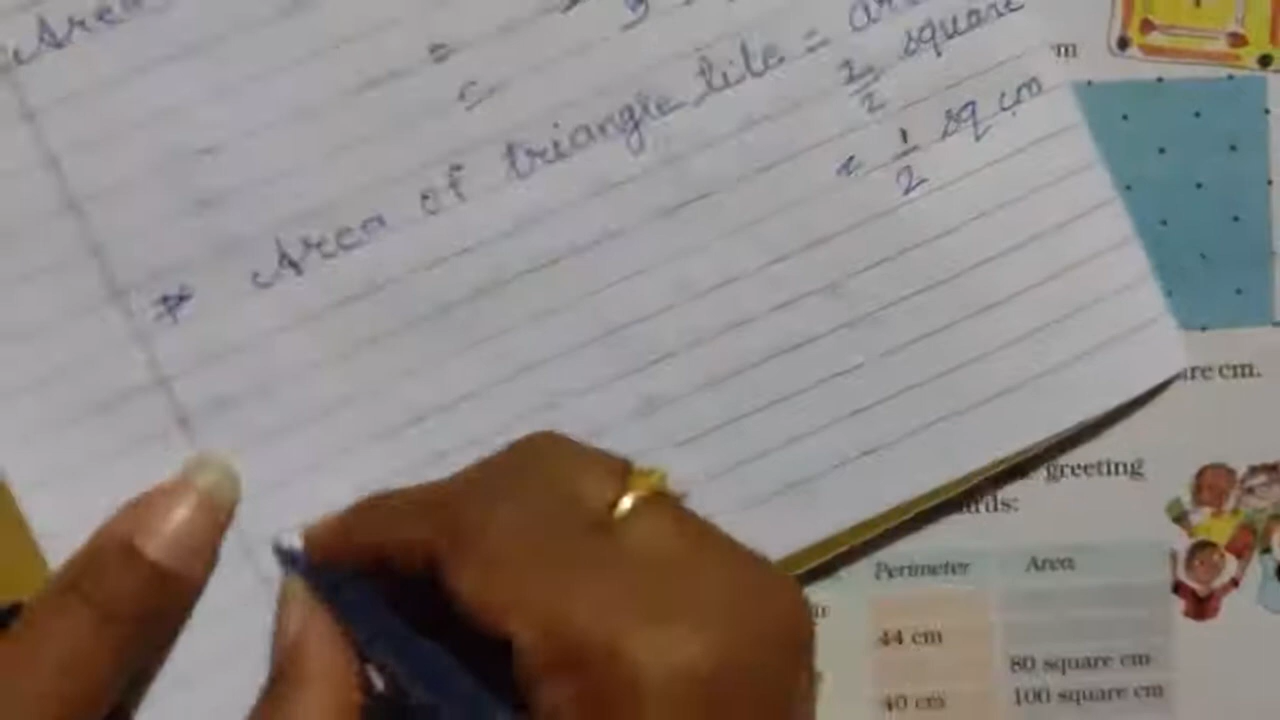 Area
=
=
* Area of triangle tile = are
2/2 square
= 1/2 sq cm
m
are cm.
greeting
ards:
Perimeter Area
44 cm
80 square cm
40 cm 100 square cm